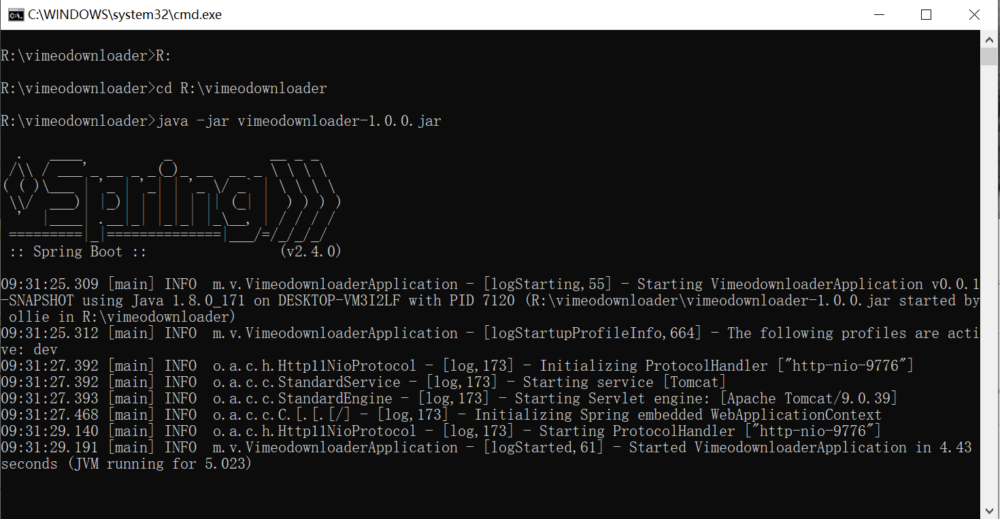 C:\WINDOWS\system32\cmd.exe
R:\vimeodownloader>R:
R:\vimeodownloader>cd R:\vimeodownloader
R:\vimeodownloader>java -jar vimeodownloader-1.0.0.jar
  .   ____          _            __ _ _
 /\\ / ___'_ __ _ _(_)_ __  __ _ \ \ \ \
( ( )\___ | '_ | '_| | '_ \/ _` | \ \ \ \
 \\/  ___)| |_)| | | | | || (_| |  ) ) ) )
  '  |____| .__|_| |_|_| |_\__, | / / / /
 =========|_|==============|___/=/_/_/_/
 :: Spring Boot ::                (v2.4.0)
09:31:25.309 [main] INFO  m.v.VimeodownloaderApplication - [logStarting,55] - Starting VimeodownloaderApplication v0.0.1
-SNAPSHOT using Java 1.8.0_171 on DESKTOP-VM3I2LF with PID 7120 (R:\vimeodownloader\vimeodownloader-1.0.0.jar started by
 ollie in R:\vimeodownloader)
09:31:25.312 [main] INFO  m.v.VimeodownloaderApplication - [logStartupProfileInfo,664] - The following profiles are acti
ve: dev
09:31:27.392 [main] INFO  o.a.c.h.Http11NioProtocol - [log,173] - Initializing ProtocolHandler ["http-nio-9776"]
09:31:27.392 [main] INFO  o.a.c.c.StandardService - [log,173] - Starting service [Tomcat]
09:31:27.393 [main] INFO  o.a.c.c.StandardEngine - [log,173] - Starting Servlet engine: [Apache Tomcat/9.0.39]
09:31:27.468 [main] INFO  o.a.c.c.C.[.[.[/] - [log,173] - Initializing Spring embedded WebApplicationContext
09:31:29.140 [main] INFO  o.a.c.h.Http11NioProtocol - [log,173] - Starting ProtocolHandler ["http-nio-9776"]
09:31:29.191 [main] INFO  m.v.VimeodownloaderApplication - [logStarted,61] - Started VimeodownloaderApplication in 4.43
seconds (JVM running for 5.023)